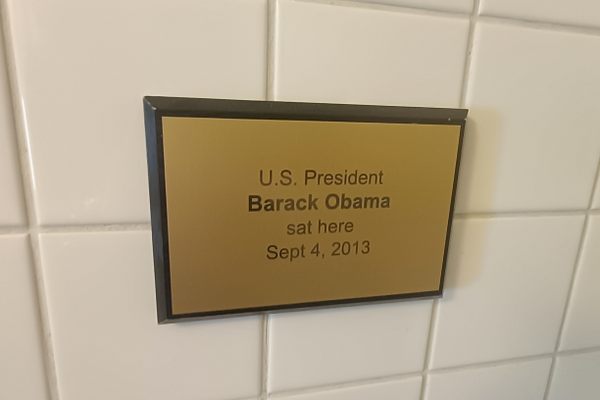 U.S. President
Barack Obama
sat here
Sept 4, 2013